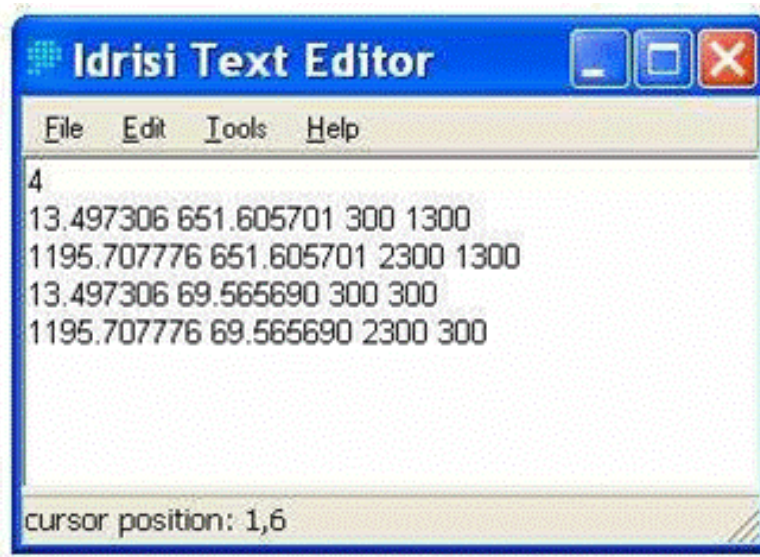 Idrisi Text Editor
File Edit Tools Help
4
13.497306 651.605701 300 1300
1195.707776 651.605701 2300 1300
13.497306 69.565690 300 300
1195.707776 69.565690 2300 300
cursor position: 1,6